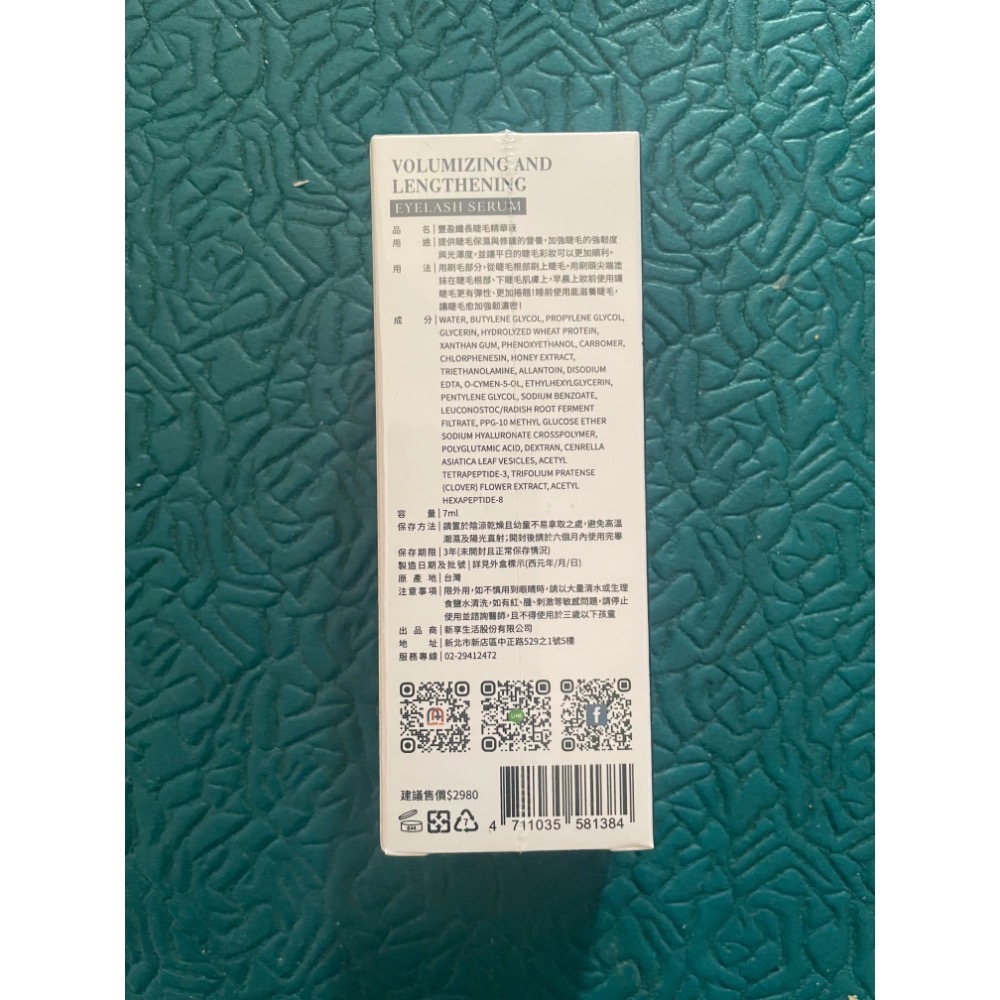 VOLUMIZING AND
LENGTHENING
EYELASH SERUM
品 名|豐盈纖長睫毛精華液
用 途|提供睫毛保濕與修護的營養,加強睫毛的強韌度
與光澤度,並讓平日的睫毛彩妝可以更加順利。
用 法|用刷毛部分,從睫毛根部刷上睫毛。用刷頭尖端塗
抹在睫毛根部、下睫毛肌膚上,早晨上妝前使用讓
睫毛更有彈性、更加捲翹!睡前使用能滋養睫毛,
讓睫毛愈加強韌濃密!
成 分|WATER, BUTYLENE GLYCOL, PROPYLENE GLYCOL,
GLYCERIN, HYDROLYZED WHEAT PROTEIN,
XANTHAN GUM, PHENOXYETHANOL, CARBOMER,
CHLORPHENESIN, HONEY EXTRACT,
TRIETHANOLAMINE, ALLANTOIN, DISODIUM
EDTA, O-CYMEN-5-OL, ETHYLHEXYLGLYCERIN,
PENTYLENE GLYCOL, SODIUM BENZOATE,
LEUCONOSTOC/RADISH ROOT FERMENT
FILTRATE, PPG-10 METHYL GLUCOSE ETHER
SODIUM HYALURONATE CROSSPOLYMER,
POLYGLUTAMIC ACID, DEXTRAN, CENRELLA
ASIATICA LEAF VESICLES, ACETYL
TETRAPEPTIDE-3, TRIFOLIUM PRATENSE
(CLOVER) FLOWER EXTRACT, ACETYL
HEXAPEPTIDE-8
容 量|7ml
保存方法|請置於陰涼乾燥且幼童不易拿取之處,避免高溫
潮濕及陽光直射;開封後請於六個月內使用完畢
保存期限|3年(未開封且正常保存情況)
製造日期及批號|詳見外盒標示(西元年/月/日)
原 產 地|台灣
注意事項|限外用,如不慎用到眼睛時,請以大量清水或生理
食鹽水清洗,如有紅、腫、刺激等敏感問題,請停止
使用並諮詢醫師,且不得使用於三歲以下孩童
出 品 商|新享生活股份有限公司
地 址|新北市新店區中正路529之1號5樓
服務專線|02-29412472
LINE
f
建議售價$2980
6M
7
4 711035 581384